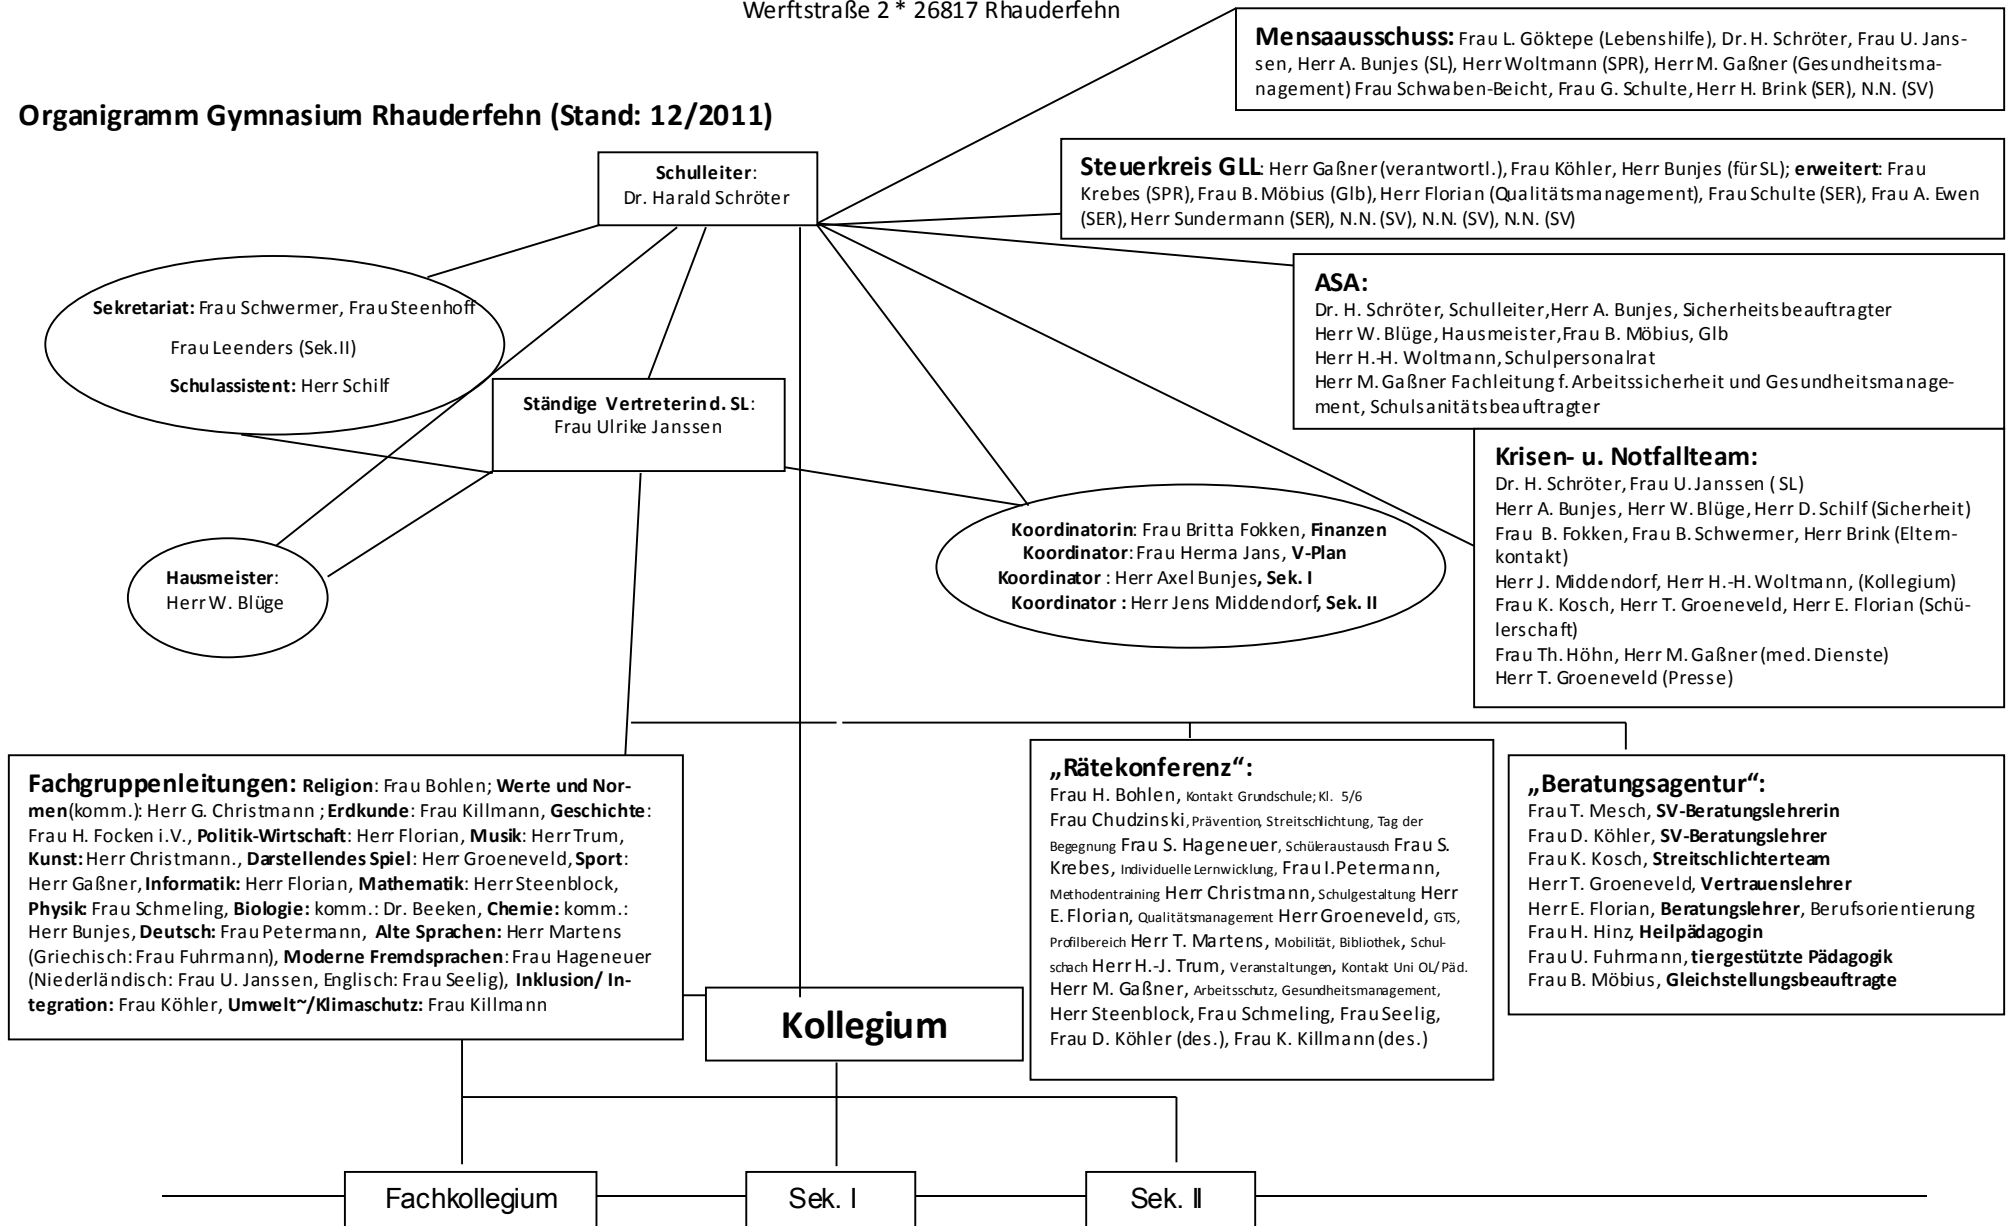 Werftstraße 2 * 26817 Rhauderfehn
Organigramm Gymnasium Rhauderfehn (Stand: 12/2011)
Mensaausschuss: Frau L. Göktepe (Lebenshilfe), Dr. H. Schröter, Frau U. Jans-
sen, Herr A. Bunjes (SL), Herr Woltmann (SPR), Herr M. Gaßner (Gesundheitsma-
nagement) Frau Schwaben-Beicht, Frau G. Schulte, Herr H. Brink (SER), N.N. (SV)
Schulleiter:
Dr. Harald Schröter
Steuerkreis GLL: Herr Gaßner (verantwortl.), Frau Köhler, Herr Bunjes (für SL); erweitert: Frau
Krebes (SPR), Frau B. Möbius (Glb), Herr Florian (Qualitätsmanagement), Frau Schulte (SER), Frau A. Ewen
(SER), Herr Sundermann (SER), N.N. (SV), N.N. (SV), N.N. (SV)
ASA:
Dr. H. Schröter, Schulleiter,Herr A. Bunjes, Sicherheitsbeauftragter
Herr W. Blüge, Hausmeister,Frau B. Möbius, Glb
Herr H.-H. Woltmann, Schulpersonalrat
Herr M. Gaßner Fachleitung f. Arbeitssicherheit und Gesundheitsmanage-
ment, Schulsanitätsbeauftragter
Sekretariat: Frau Schwermer, Frau Steenhoff
Frau Leenders (Sek.II)
Schulassistent: Herr Schilf
Ständige Vertreterin d. SL:
Frau Ulrike Janssen
Krisen- u. Notfallteam:
Dr. H. Schröter, Frau U. Janssen ( SL)
Herr A. Bunjes, Herr W. Blüge, Herr D. Schilf (Sicherheit)
Frau B. Fokken, Frau B. Schwermer, Herr Brink (Eltern-
kontakt)
Herr J. Middendorf, Herr H.-H. Woltmann, (Kollegium)
Frau K. Kosch, Herr T. Groeneveld, Herr E. Florian (Schü-
lerschaft)
Frau Th. Höhn, Herr M. Gaßner (med. Dienste)
Herr T. Groeneveld (Presse)
Koordinatorin: Frau Britta Fokken, Finanzen
Koordinator: Frau Herma Jans, V-Plan
Koordinator : Herr Axel Bunjes, Sek. I
Koordinator : Herr Jens Middendorf, Sek. II
Hausmeister:
Herr W. Blüge
Fachgruppenleitungen: Religion: Frau Bohlen; Werte und Nor-
men(komm.): Herr G. Christmann ; Erdkunde: Frau Killmann, Geschichte:
Frau H. Focken i.V., Politik-Wirtschaft: Herr Florian, Musik: Herr Trum,
Kunst: Herr Christmann., Darstellendes Spiel: Herr Groeneveld, Sport:
Herr Gaßner, Informatik: Herr Florian, Mathematik: Herr Steenblock,
Physik: Frau Schmeling, Biologie: komm.: Dr. Beeken, Chemie: komm.:
Herr Bunjes, Deutsch: Frau Petermann, Alte Sprachen: Herr Martens
(Griechisch: Frau Fuhrmann), Moderne Fremdsprachen: Frau Hageneuer
(Niederländisch: Frau U. Janssen, Englisch: Frau Seelig), Inklusion/ In-
tegration: Frau Köhler, Umwelt~/Klimaschutz: Frau Killmann
„Rätekonferenz“:
Frau H. Bohlen, Kontakt Grundschule; Kl. 5/6
Frau Chudzinski, Prävention, Streitschlichtung, Tag der
Begegnung Frau S. Hageneuer, Schüleraustausch Frau S.
Krebes, Individuelle Lernwicklung, Frau I.Petermann,
Methodentraining Herr Christmann, Schulgestaltung Herr
E. Florian, Qualitätsmanagement Herr Groeneveld, GTS,
Profilbereich Herr T. Martens, Mobilität, Bibliothek, Schul-
schach Herr H.-J. Trum, Veranstaltungen, Kontakt Uni OL/Päd.
Herr M. Gaßner, Arbeitsschutz, Gesundheitsmanagement,
Herr Steenblock, Frau Schmeling, Frau Seelig,
Frau D. Köhler (des.), Frau K. Killmann (des.)
„Beratungsagentur“:
Frau T. Mesch, SV-Beratungslehrerin
Frau D. Köhler, SV-Beratungslehrer
Frau K. Kosch, Streitschlichterteam
Herr T. Groeneveld, Vertrauenslehrer
Herr E. Florian, Beratungslehrer, Berufsorientierung
Frau H. Hinz, Heilpädagogin
Frau U. Fuhrmann, tiergestützte Pädagogik
Frau B. Möbius, Gleichstellungsbeauftragte
Kollegium
Fachkollegium
Sek. I
Sek. II